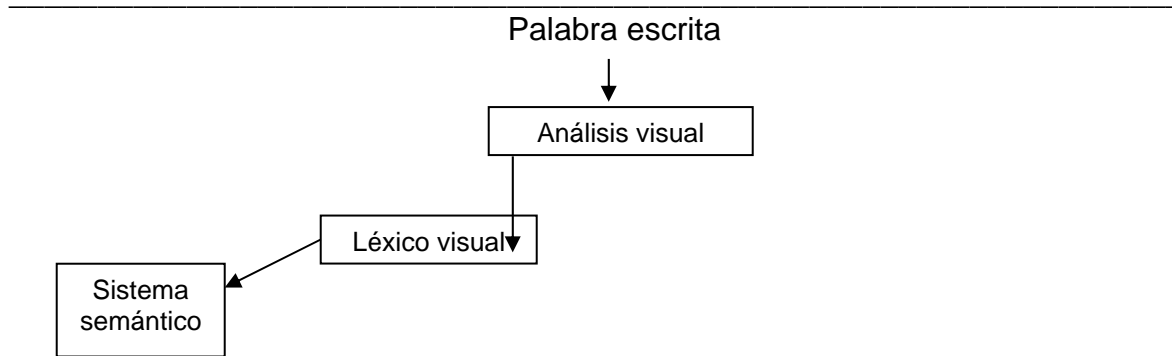 Palabra escrita
Análisis visual
Léxico visual
Sistema
semántico